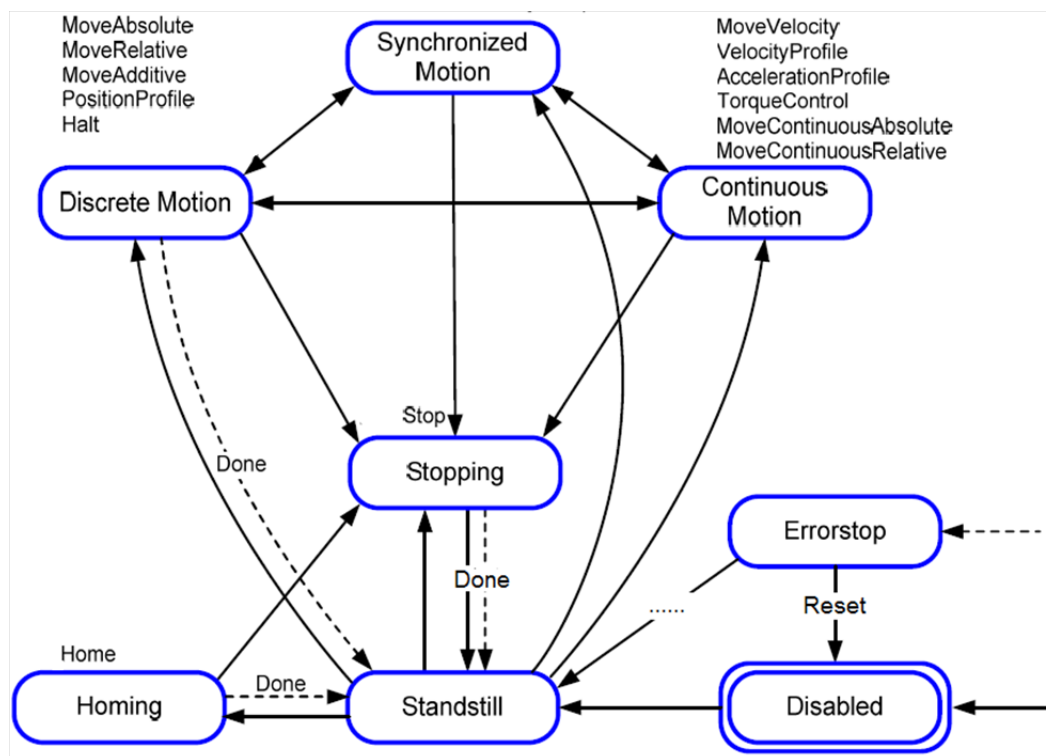 MoveAbsolute
MoveRelative
MoveAdditive
PositionProfile
Halt
Synchronized
Motion
MoveVelocity
VelocityProfile
AccelerationProfile
TorqueControl
MoveContinuousAbsolute
MoveContinuousRelative
Discrete Motion
Continuous
Motion
Stop
Stopping
Done
Done
Errorstop
......
Reset
Home
Homing
Done
Standstill
Disabled